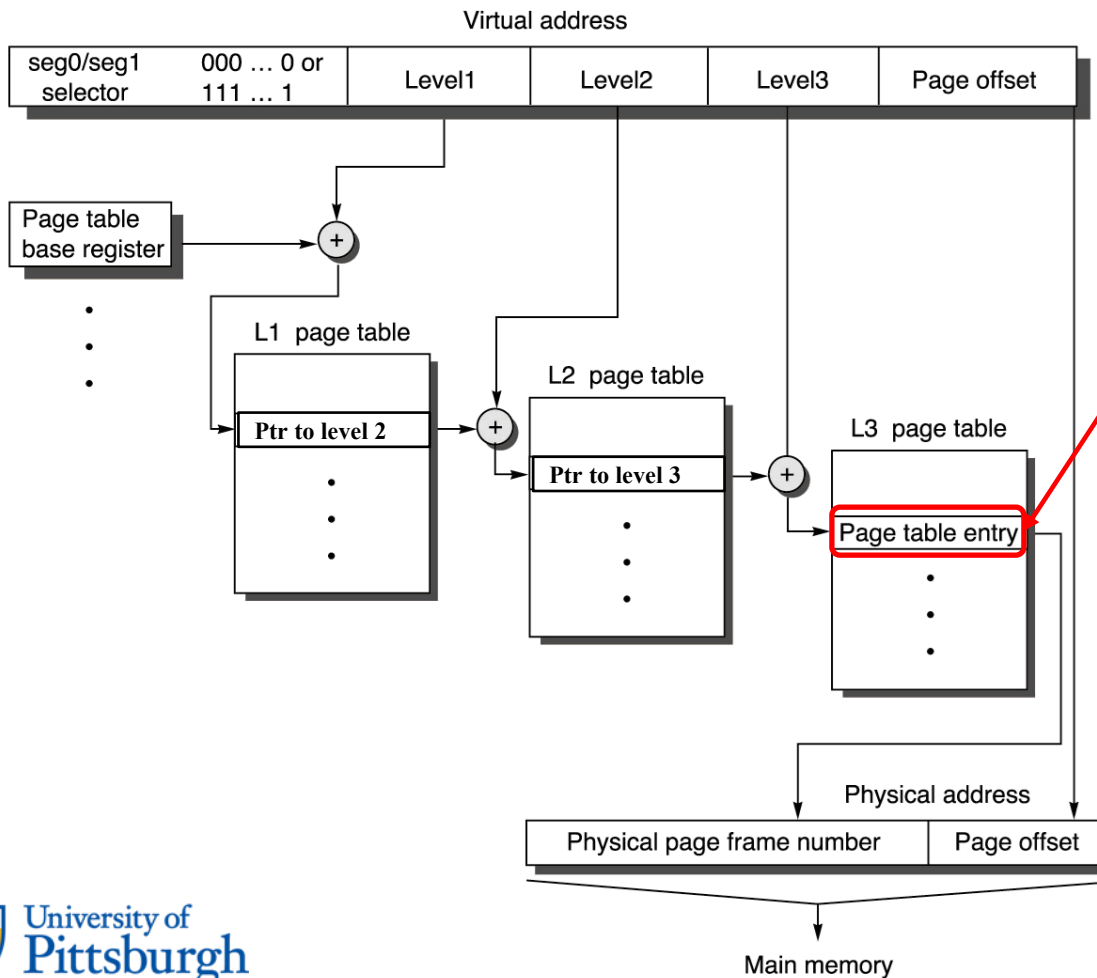 Virtual address
seg0/seg1 000 ... 0 or
selector 111 ... 1
Level1
Level2
Level3
Page offset
Page table
base register
L1 page table
Ptr to level 2
L2 page table
Ptr to level 3
L3 page table
Page table entry
Physical address
Physical page frame number
Page offset
University of
Pittsburgh
Main memory